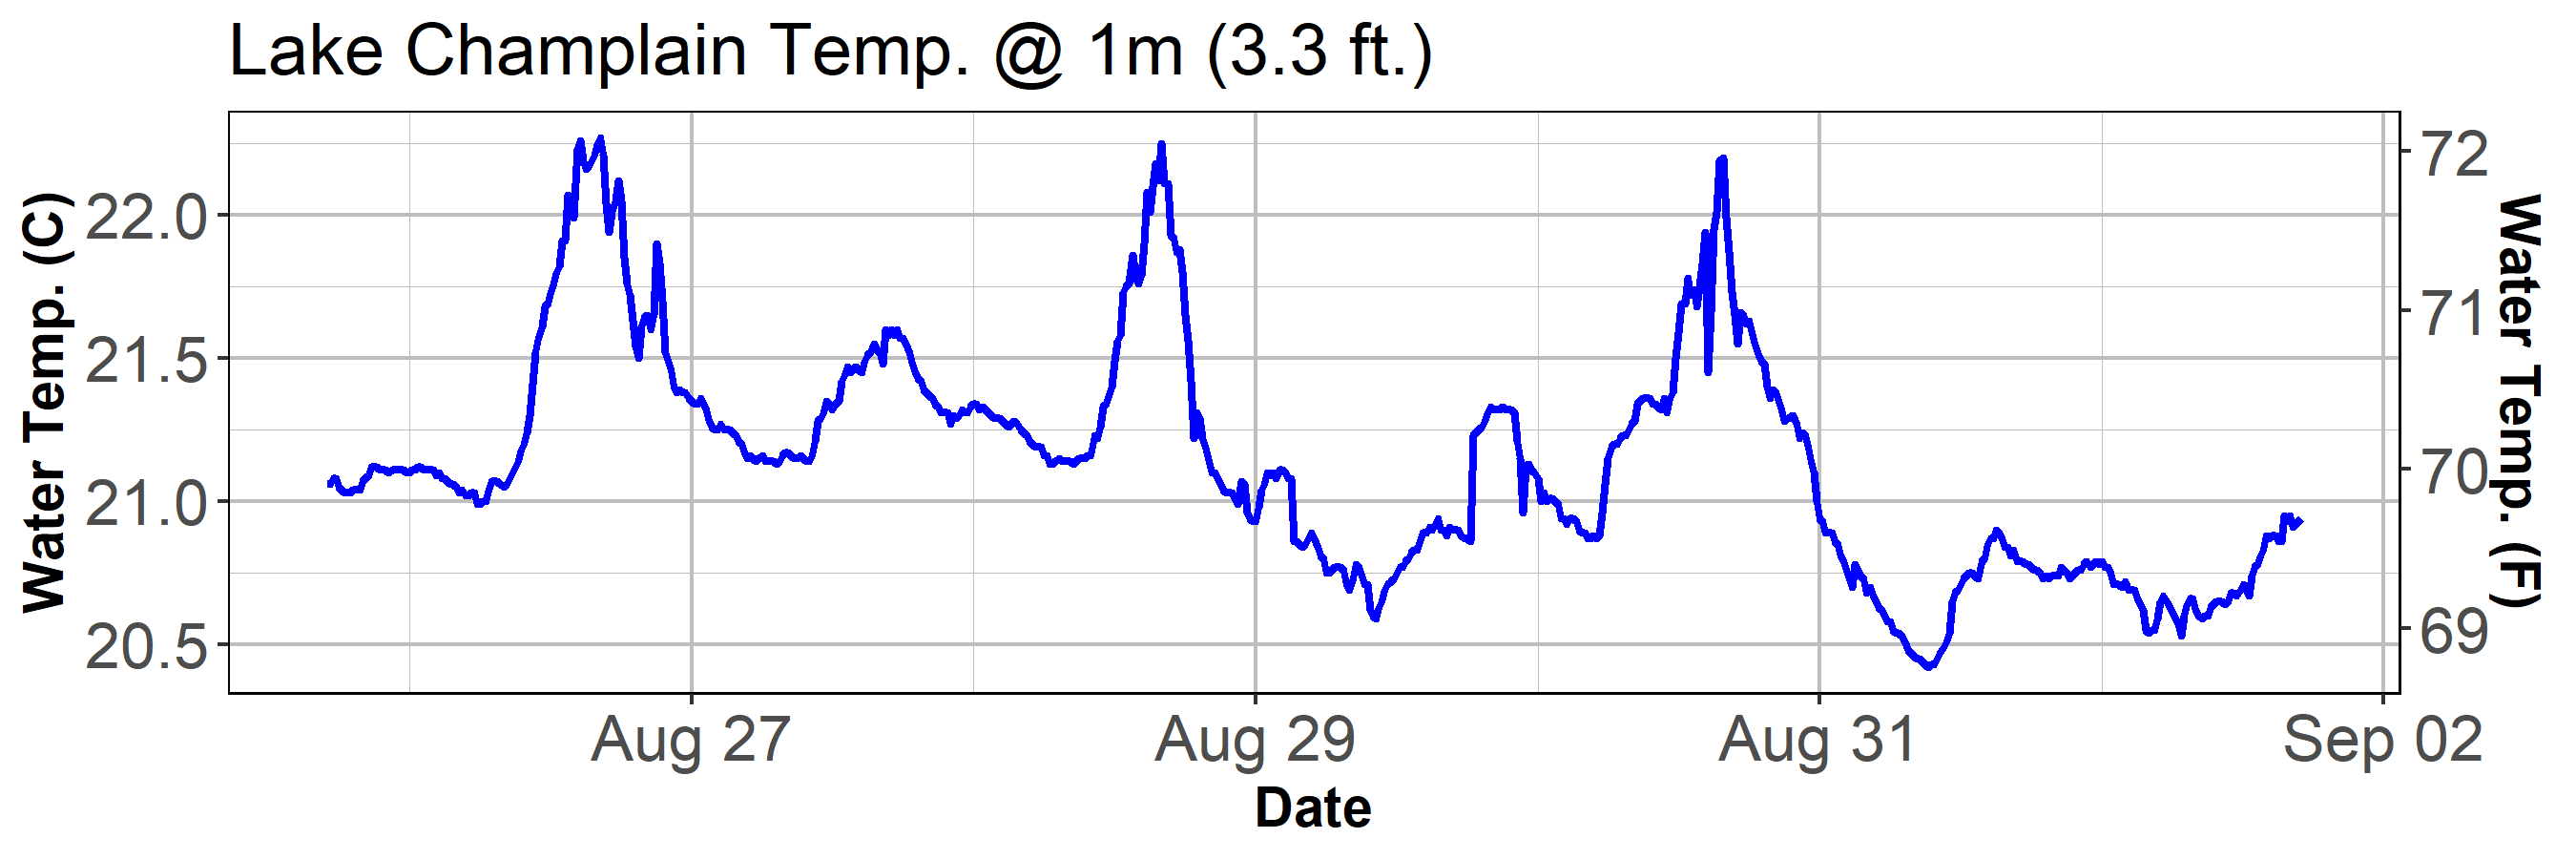 Lake Champlain Temp. @ 1m (3.3 ft.)
Water Temp. (C)
22.0
21.5
21.0
20.5
72
71
70
69
Water Temp. (F)
Aug 27
Aug 29
Aug 31
Sep 02
Date